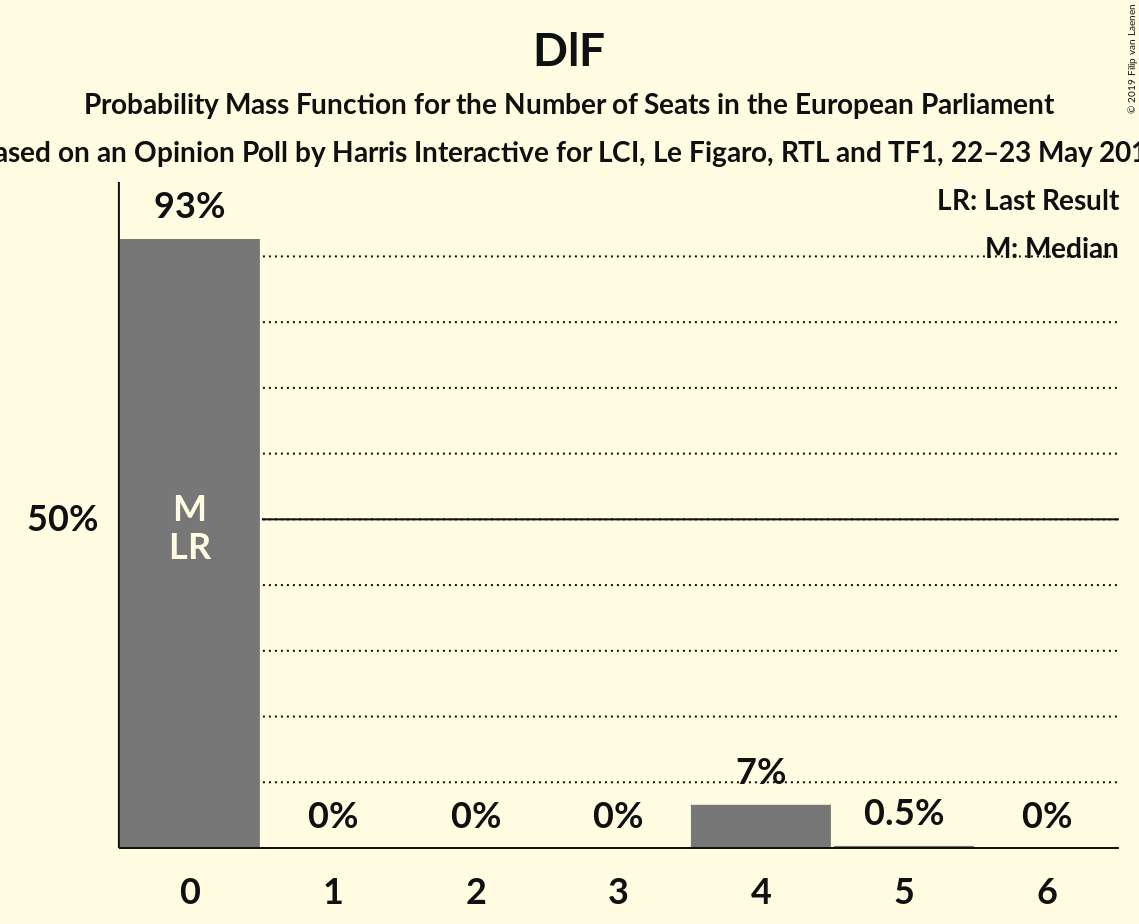 DIF
Probability Mass Function for the Number of Seats in the European Parliament
ased on an Opinion Poll by Harris Interactive for LCI, Le Figaro, RTL and TF1, 22–23 May 201
© 2019 Filip van Laenen
LR: Last Result
M: Median
93%
50%
M
LR
0%
0%
0%
7%
0.5%
0%
0
1
2
3
4
5
6